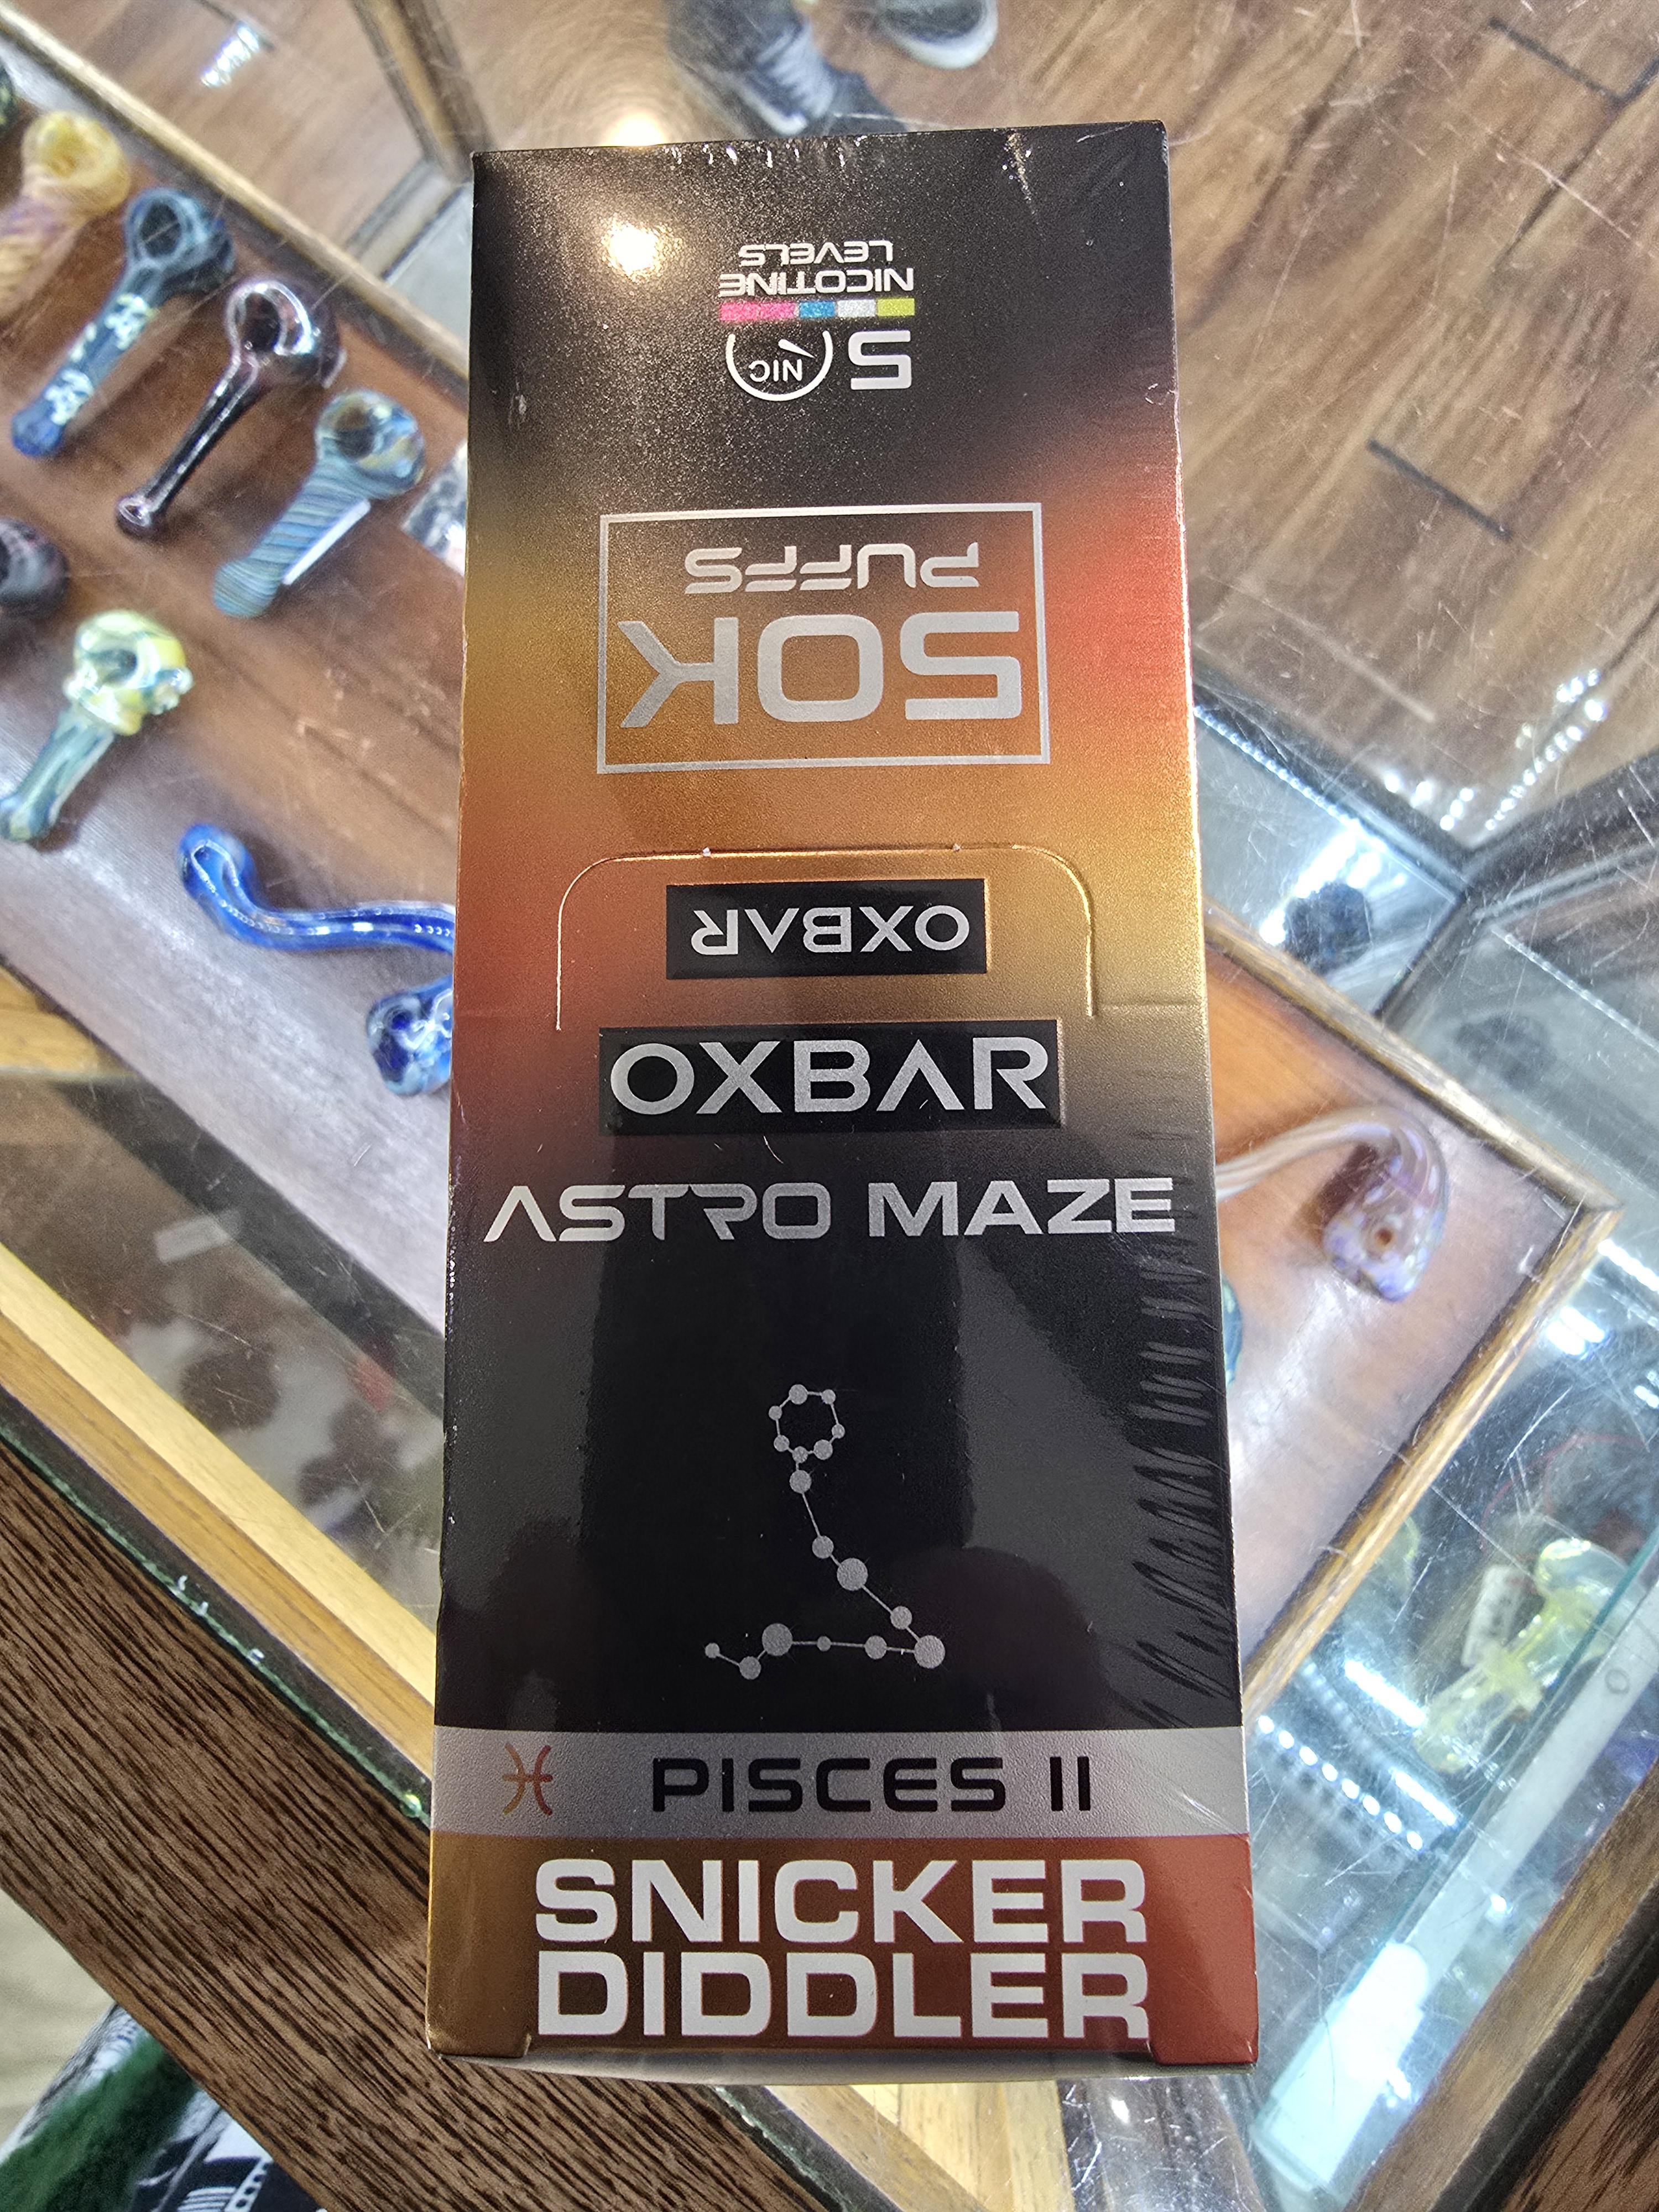 5 NIC
NICOTINE
LEVELS
50K
PUFFS
OXBAR
OXBAR
ASTRO MAZE
PISCES II
SNICKER
DIDDLER